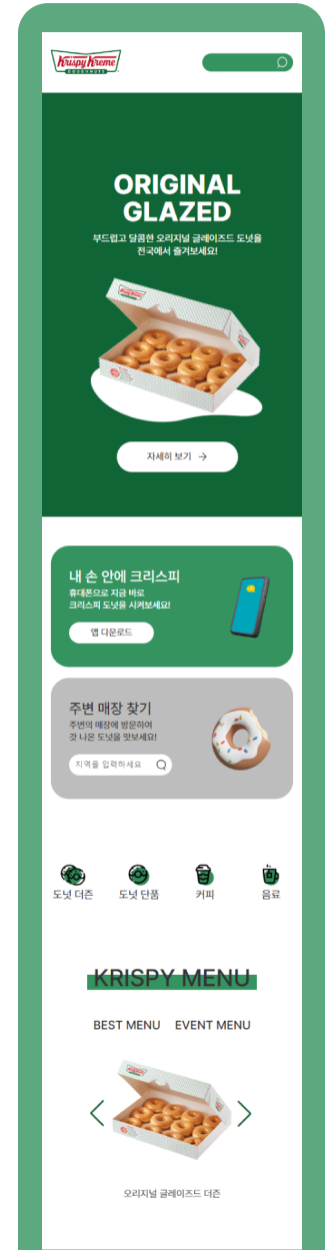 Krispy Kreme
DOUGHNUTS
ORIGINAL
GLAZED
부드럽고 달콤한 오리지널 글레이즈드 도넛을
전국에서 즐겨보세요!
자세히 보기
내 손 안에 크리스피
휴대폰으로 지금 바로
크리스피 도넛을 시켜보세요!
앱 다운로드
주변 매장 찾기
주변의 매장에 방문하여
갓 나온 도넛을 맛보세요!
지역을 입력하세요
도넛 더즌
도넛 단품
커피
음료
KRISPY MENU
BEST MENU EVENT MENU
오리지널 글레이즈드 더즌